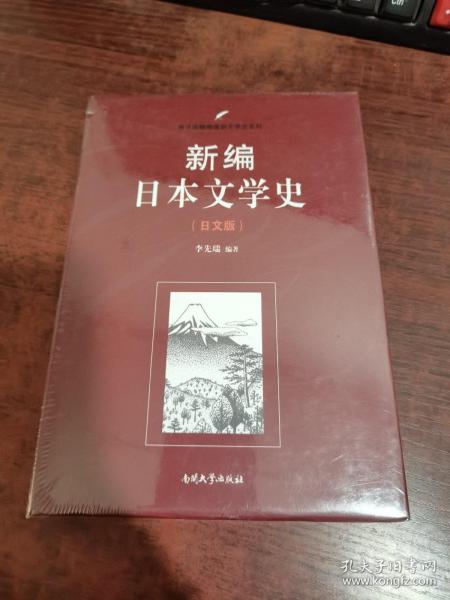 新编
日本文学史
（日文版）
李先瑞 编著
南開大学出版社
孔夫子旧书网
www.kongfz.com